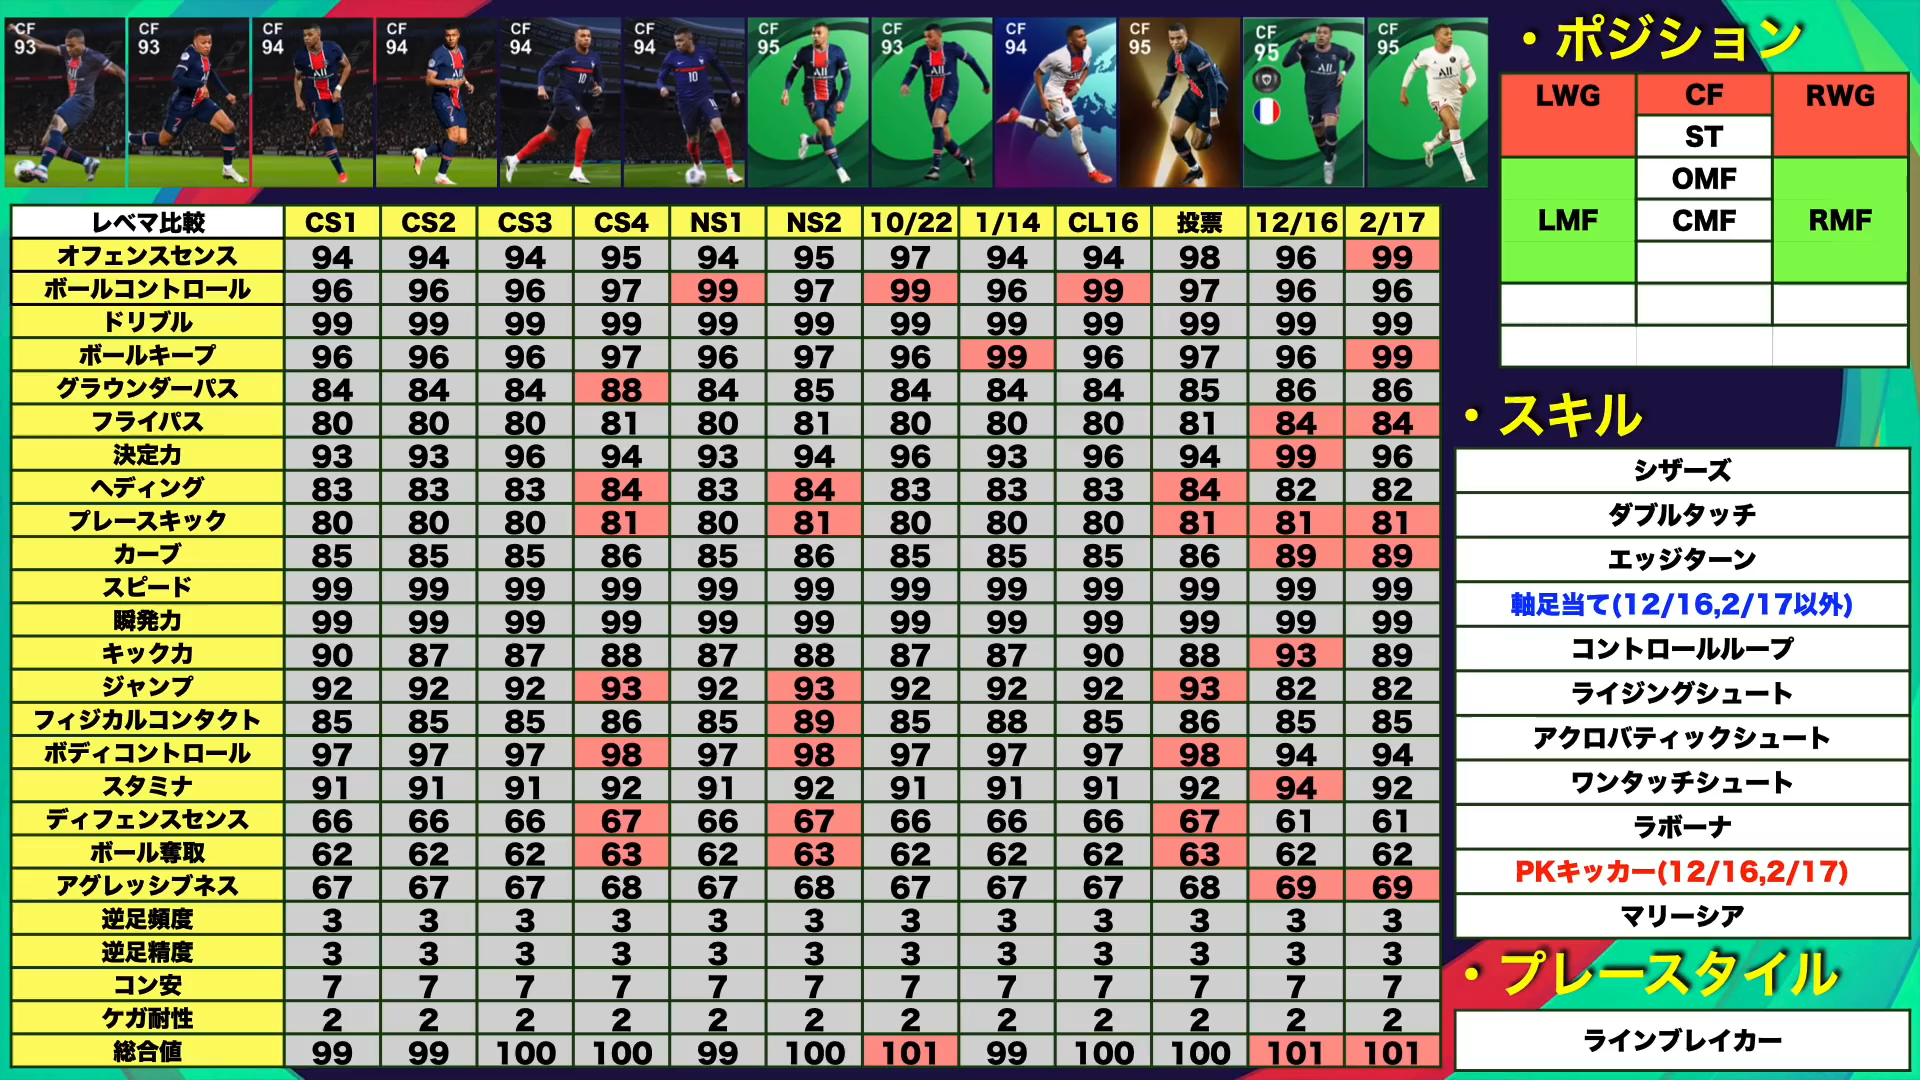 CF 93
CF 93
CF 94
CF 94
CF 94
CF 94
CF 95
CF 93
CF 94
CF 95
CF 95
CF 95
・ポジション
LWG CF RWG
ST
OMF
LMF CMF RMF
レベマ比較 CS1 CS2 CS3 CS4 NS1 NS2 10/22 1/14 CL16 投票 12/16 2/17
オフェンスセンス 94 94 94 95 94 95 97 94 94 98 96 99
ボールコントロール 96 96 96 97 99 97 99 96 99 97 96 96
ドリブル 99 99 99 99 99 99 99 99 99 99 99 99
ボールキープ 96 96 96 97 96 97 96 99 96 97 96 99
グラウンダーパス 84 84 84 88 84 85 84 84 84 85 86 86
フライパス 80 80 80 81 80 81 80 80 80 81 84 84
決定力 93 93 96 94 93 94 96 93 96 94 99 96
ヘディング 83 83 83 84 83 84 83 83 83 84 82 82
プレースキック 80 80 80 81 80 81 80 80 80 81 81 81
カーブ 85 85 85 86 85 86 85 85 85 86 89 89
スピード 99 99 99 99 99 99 99 99 99 99 99 99
瞬発力 99 99 99 99 99 99 99 99 99 99 99 99
キック力 90 87 87 88 87 88 87 87 90 88 93 89
ジャンプ 92 92 92 93 92 93 92 92 92 93 82 82
フィジカルコンタクト 85 85 85 86 85 89 85 88 85 86 85 85
ボディコントロール 97 97 97 98 97 98 97 97 97 98 94 94
スタミナ 91 91 91 92 91 92 91 91 91 92 94 92
ディフェンスセンス 66 66 66 67 66 67 66 66 66 67 61 61
ボール奪取 62 62 62 63 62 63 62 62 62 63 62 62
アグレッシブネス 67 67 67 68 67 68 67 67 67 68 69 69
逆足頻度 3 3 3 3 3 3 3 3 3 3 3 3
逆足精度 3 3 3 3 3 3 3 3 3 3 3 3
コン安 7 7 7 7 7 7 7 7 7 7 7 7
ケガ耐性 2 2 2 2 2 2 2 2 2 2 2 2
総合値 99 99 100 100 99 100 101 99 100 100 101 101
・スキル
シザーズ
ダブルタッチ
エッジターン
軸足当て(12/16,2/17以外)
コントロールループ
ライジングシュート
アクロバティックシュート
ワンタッチシュート
ラボーナ
PKキッカー(12/16,2/17)
マリーシア
・プレースタイル
ラインブレイカー